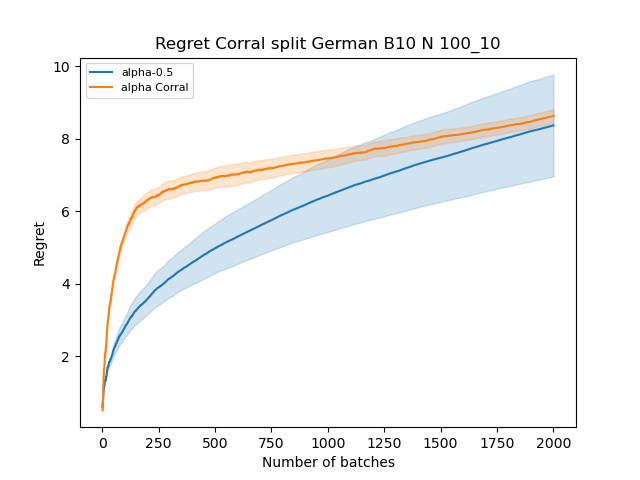 Regret Corral split German B10 N 100_10
alpha-0.5
alpha Corral
10
8
6
4
2
Regret
0 250 500 750 1000 1250 1500 1750 2000
Number of batches